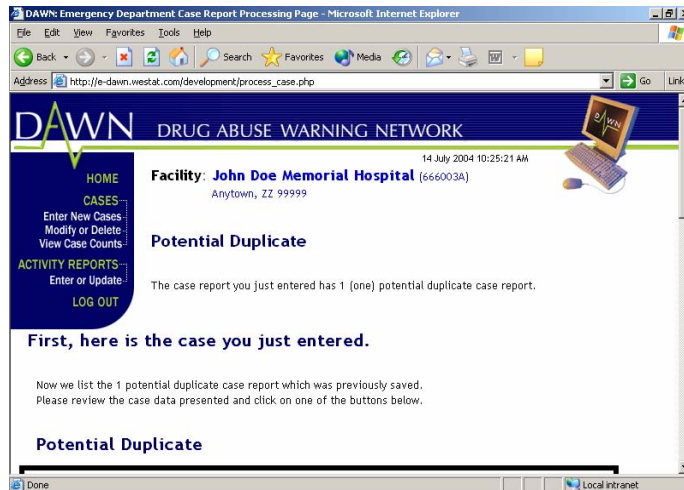 DAWN: Emergency Department Case Report Processing Page - Microsoft Internet Explorer
File Edit View Favorites Tools Help
Back Search Favorites Media
Address http://e-dawn.westat.com/development/process_case.php Go Link
DAWN DRUG ABUSE WARNING NETWORK
DAWN
14 July 2004 10:25:21 AM
HOME
CASES
Enter New Cases
Modify or Delete
View Case Counts
ACTIVITY REPORTS
Enter or Update
LOG OUT
Facility: John Doe Memorial Hospital (666003A)
Anytown, ZZ 99999
Potential Duplicate
The case report you just entered has 1 (one) potential duplicate case report.
First, here is the case you just entered.
Now we list the 1 potential duplicate case report which was previously saved.
Please review the case data presented and click on one of the buttons below.
Potential Duplicate
Done Local intranet